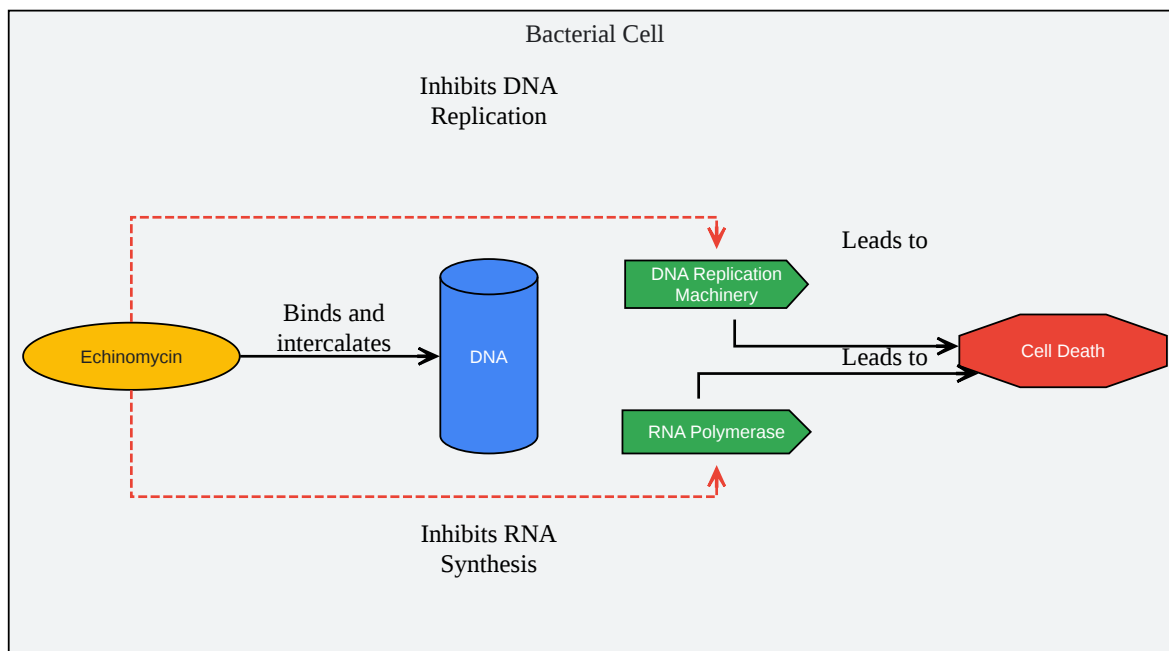 Bacterial Cell
Inhibits DNA
Replication
Leads to
DNA Replication
Machinery
Binds and
intercalates
Echinomycin
DNA
Leads to
Cell Death
RNA Polymerase
Inhibits RNA
Synthesis